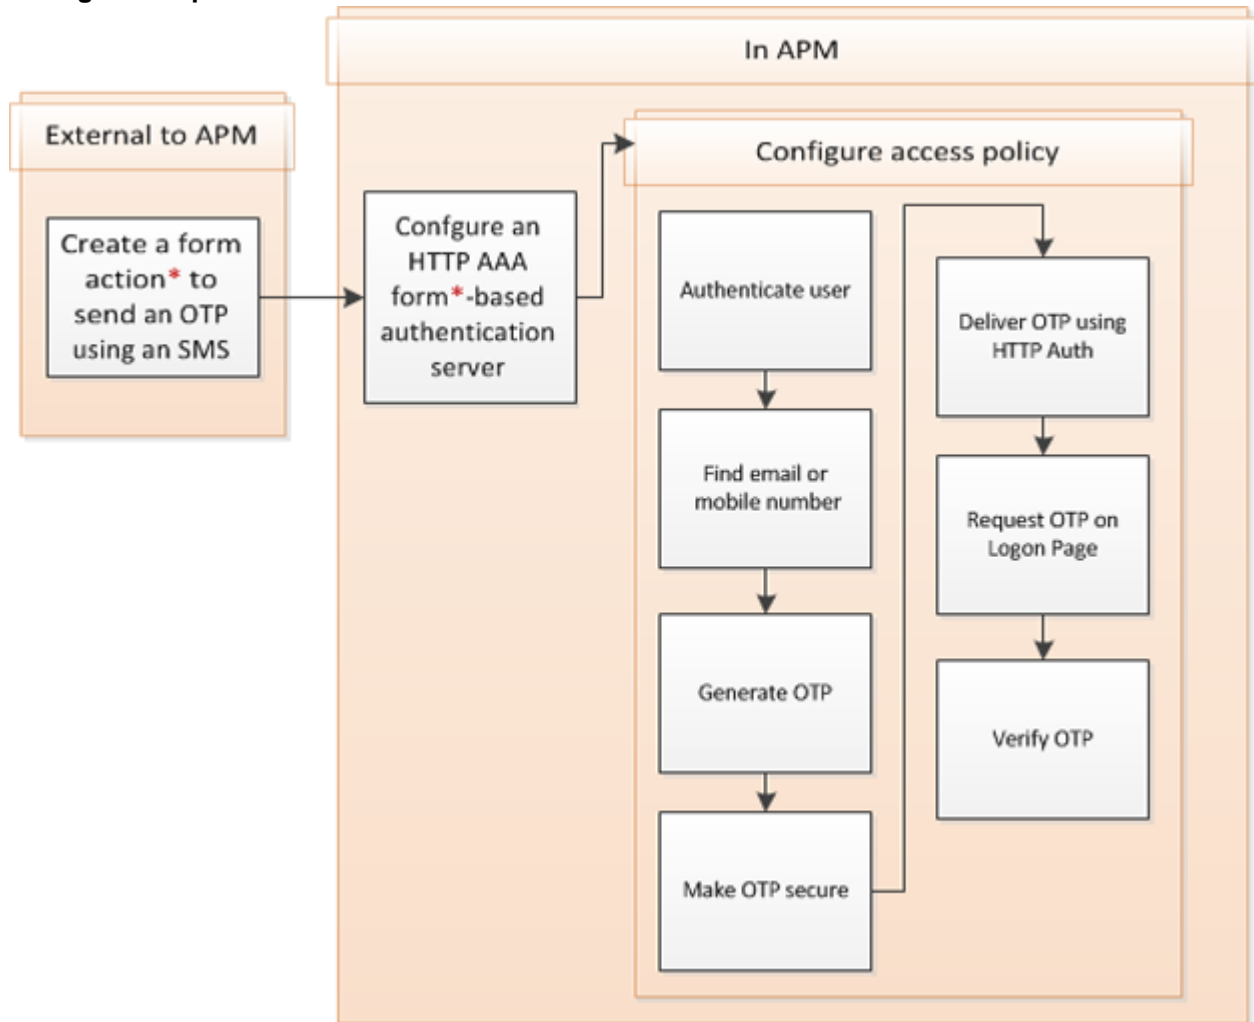 In APM
External to APM
Create a form
action* to
send an OTP
using an SMS
Confgure an
HTTP AAA
form*-based
authentication
server
Configure access policy
Authenticate user
Find email or
mobile number
Generate OTP
Make OTP secure
Deliver OTP using
HTTP Auth
Request OTP on
Logon Page
Verify OTP